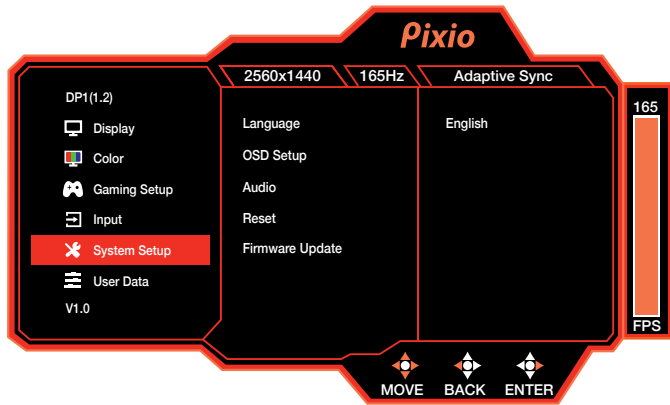 Pixio
2560x1440 165Hz Adaptive Sync
DP1(1.2)
Display
Color
Gaming Setup
Input
System Setup
User Data
V1.0
Language
OSD Setup
Audio
Reset
Firmware Update
English
165
FPS
MOVE BACK ENTER